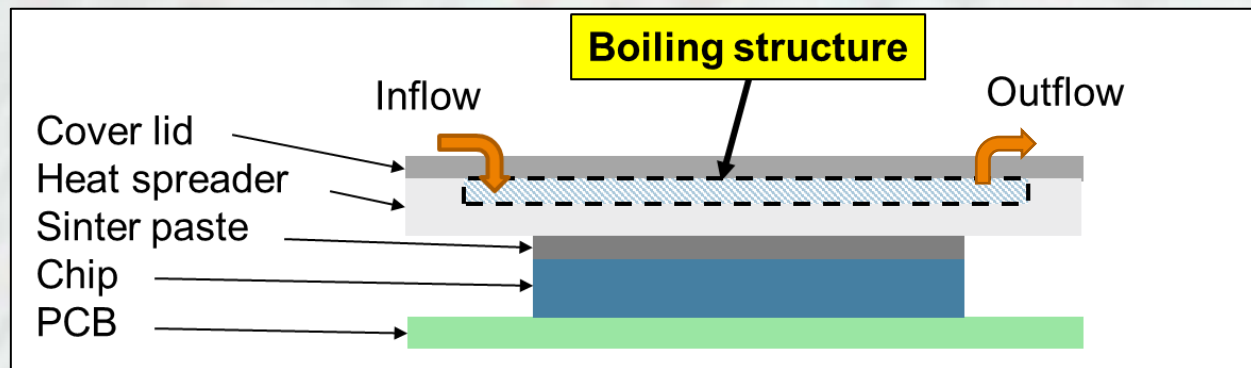 Boiling structure
Inflow
Outflow
Cover lid
Heat spreader
Sinter paste
Chip
PCB